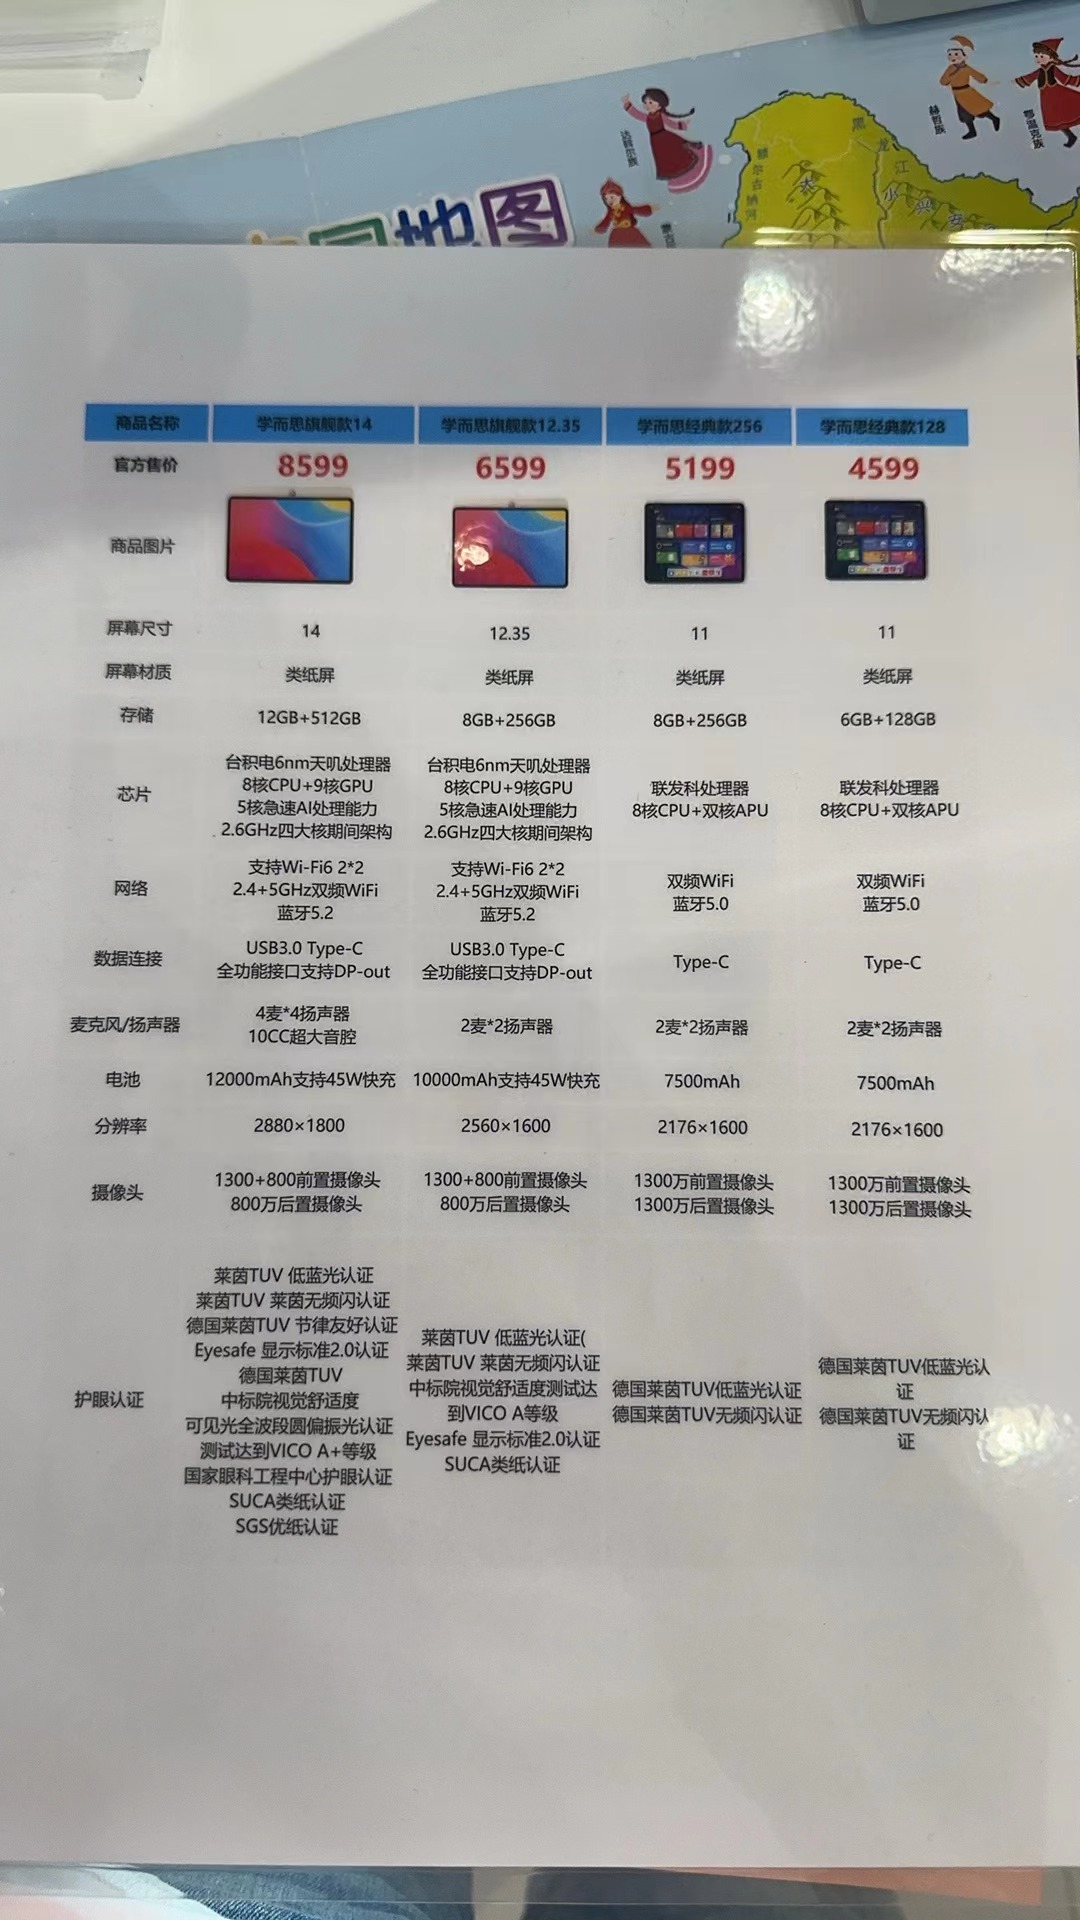 达斡尔族
赫哲族
鄂温克族
黑
龙
江
额尔古纳河
大
小兴安
国地图
商品名称 学而思旗舰款14 学而思旗舰款12.35 学而思经典款256 学而思经典款128
官方售价 8599 6599 5199 4599
商品图片
屏幕尺寸 14 12.35 11 11
屏幕材质 类纸屏 类纸屏 类纸屏 类纸屏
存储 12GB+512GB 8GB+256GB 8GB+256GB 6GB+128GB
芯片
台积电6nm天玑处理器
8核CPU+9核GPU
5核急速AI处理能力
2.6GHz四大核期间架构
台积电6nm天玑处理器
8核CPU+9核GPU
5核急速AI处理能力
2.6GHz四大核期间架构
联发科处理器
8核CPU+双核APU
联发科处理器
8核CPU+双核APU
网络
支持Wi-Fi6 2*2
2.4+5GHz双频WiFi
蓝牙5.2
支持Wi-Fi6 2*2
2.4+5GHz双频WiFi
蓝牙5.2
双频WiFi
蓝牙5.0
双频WiFi
蓝牙5.0
数据连接
USB3.0 Type-C
全功能接口支持DP-out
USB3.0 Type-C
全功能接口支持DP-out
Type-C
Type-C
麦克风/扬声器
4麦*4扬声器
10CC超大音腔
2麦*2扬声器
2麦*2扬声器
2麦*2扬声器
电池 12000mAh支持45W快充 10000mAh支持45W快充 7500mAh 7500mAh
分辨率 2880×1800 2560×1600 2176×1600 2176×1600
摄像头
1300+800前置摄像头
800万后置摄像头
1300+800前置摄像头
800万后置摄像头
1300万前置摄像头
1300万后置摄像头
1300万前置摄像头
1300万后置摄像头
护眼认证
莱茵TUV 低蓝光认证
莱茵TUV 莱茵无频闪认证
德国莱茵TUV 节律友好认证
Eyesafe 显示标准2.0认证
德国莱茵TUV
中标院视觉舒适度
可见光全波段圆偏振光认证
测试达到VICO A+等级
国家眼科工程中心护眼认证
SUCA类纸认证
SGS优纸认证
莱茵TUV 低蓝光认证(
莱茵TUV 莱茵无频闪认证
中标院视觉舒适度测试达
到VICO A等级
Eyesafe 显示标准2.0认证
SUCA类纸认证
德国莱茵TUV低蓝光认证
德国莱茵TUV无频闪认证
德国莱茵TUV低蓝光认
证
德国莱茵TUV无频闪认
证